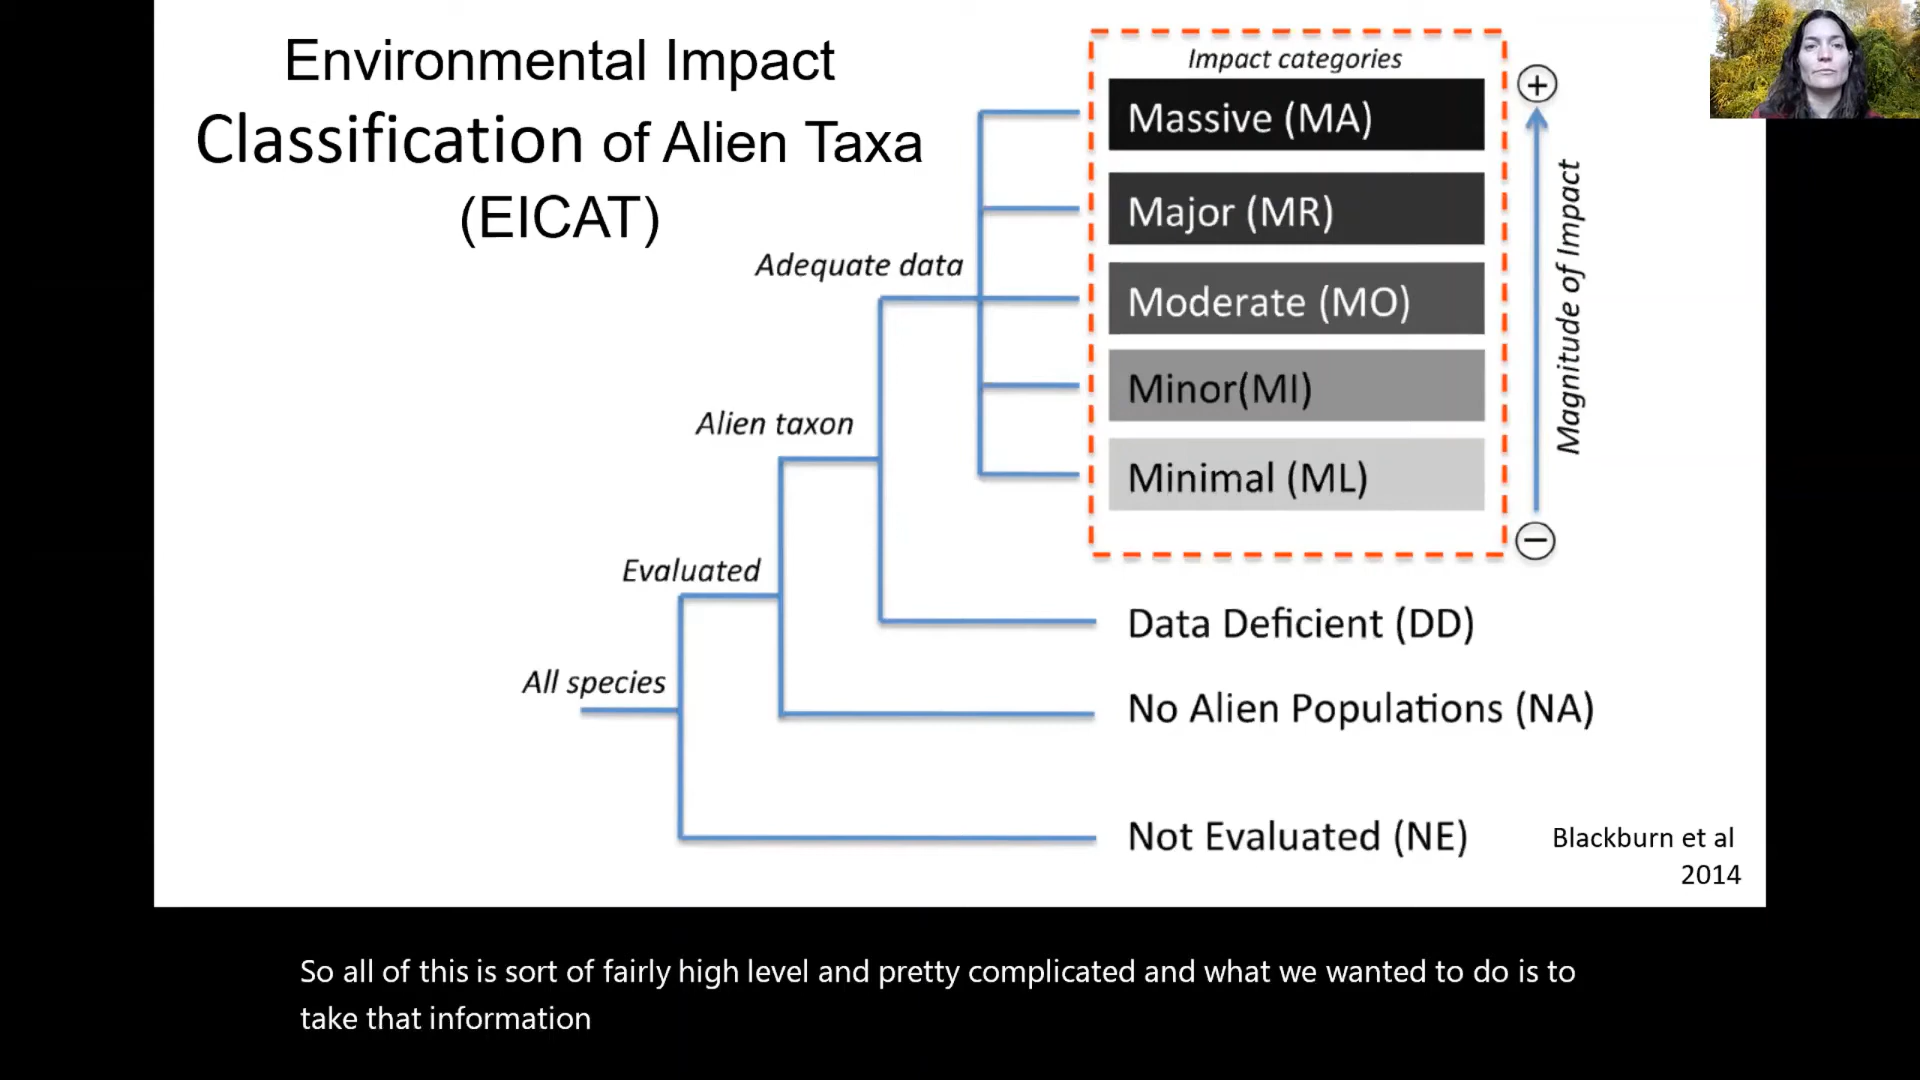 Environmental Impact
Classification of Alien Taxa
(EICAT)
Impact categories
Massive (MA)
Major (MR)
Moderate (MO)
Minor(MI)
Minimal (ML)
Magnitude of Impact
+
−
Adequate data
Alien taxon
Evaluated
All species
Data Deficient (DD)
No Alien Populations (NA)
Not Evaluated (NE)
Blackburn et al
2014
So all of this is sort of fairly high level and pretty complicated and what we wanted to do is to
take that information